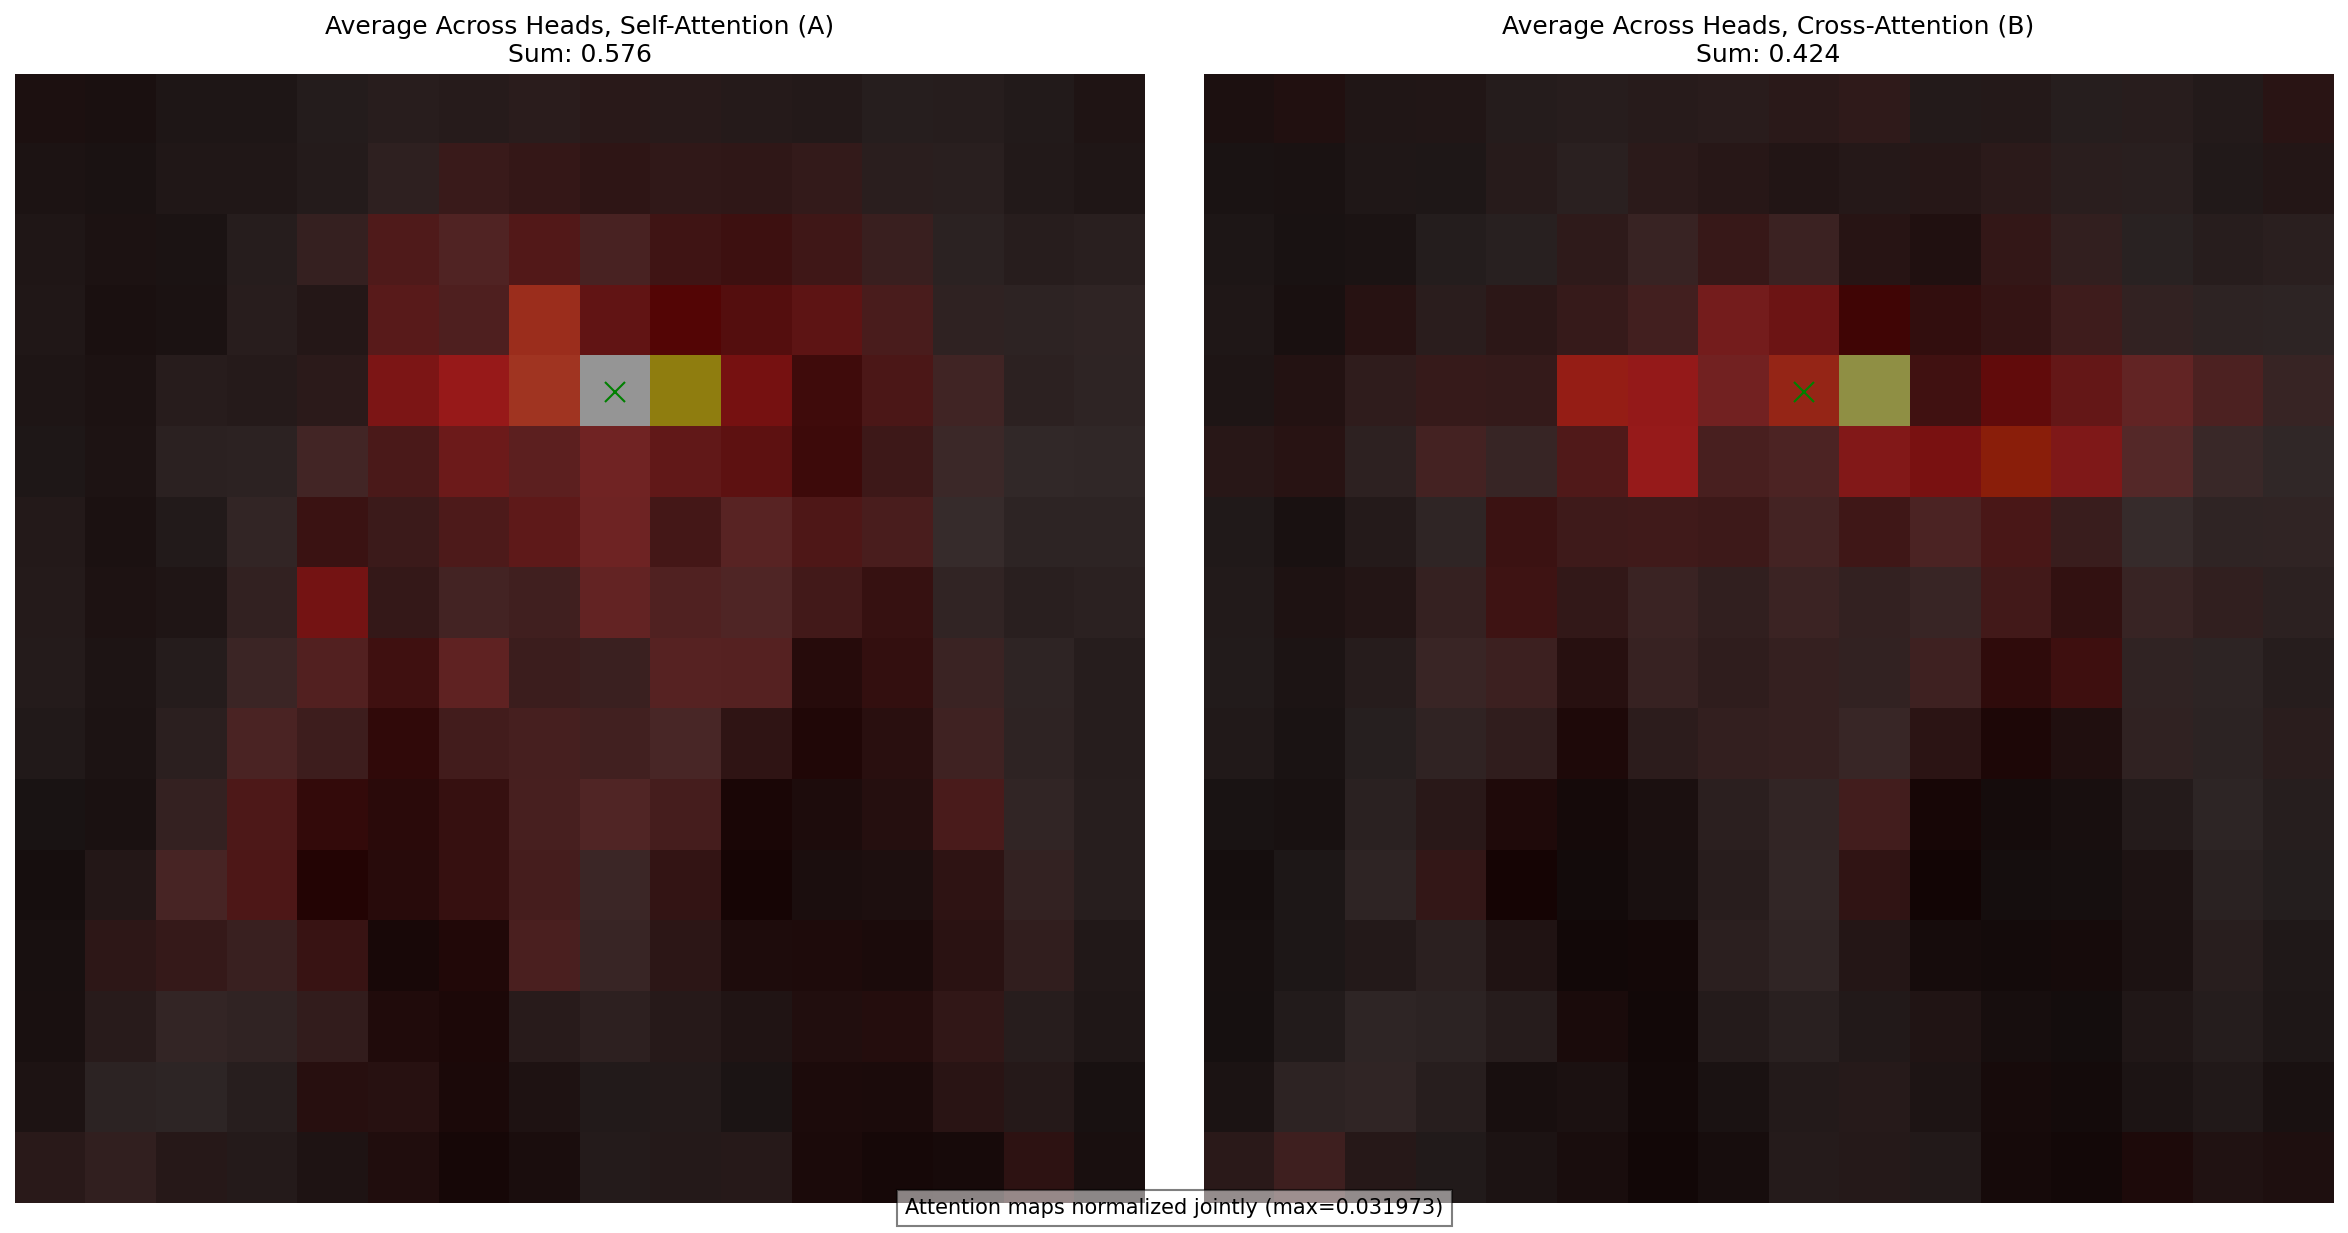 Average Across Heads, Self-Attention (A)
Sum: 0.576
Average Across Heads, Cross-Attention (B)
Sum: 0.424
Attention maps normalized jointly (max=0.031973)